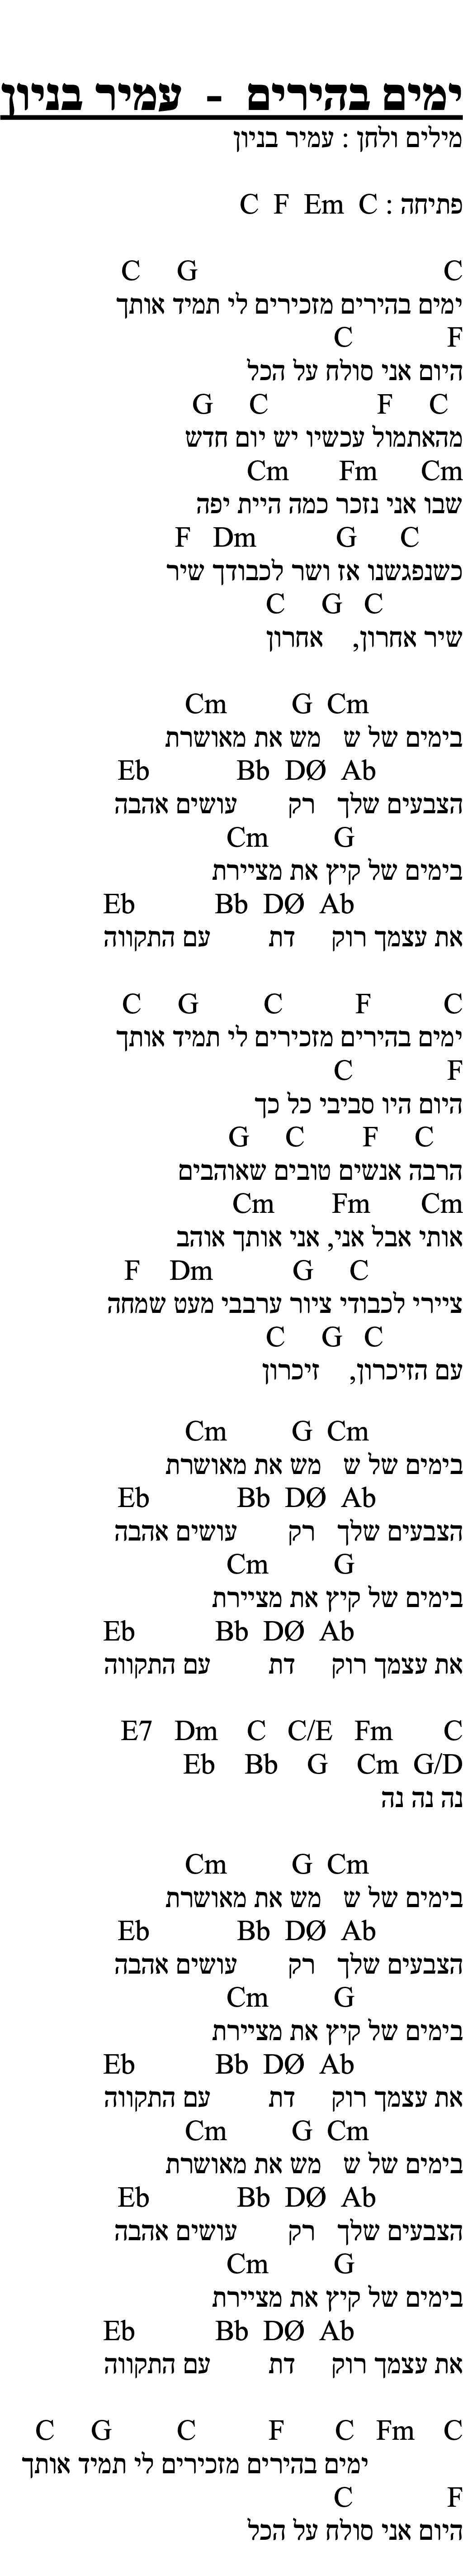 ימים בהירים - עמיר בניון
מילים ולחן : עמיר בניון
פתיחה : C F Em C
C G C
ימים בהירים מזכירים לי תמיד אותך
C F
היום אני סולח על הכל
G C F C
מהאתמול עכשיו יש יום חדש
Cm Fm Cm
שבו אני נזכר כמה היית יפה
F Dm G C
כשנפגשנו אז ושר לכבודך שיר
C G C
שיר אחרון, אחרון
Cm G Cm
בימים של ש מש את מאושרת
Eb Bb DØ Ab
הצבעים שלך רק עושים אהבה
Cm G
בימים של קיץ את מציירת
Eb Bb DØ Ab
את עצמך רוק דת עם התקווה
C G C F C
ימים בהירים מזכירים לי תמיד אותך
C F
היום היו סביבי כל כך
G C F C
הרבה אנשים טובים שאוהבים
Cm Fm Cm
אותי אבל אני, אני אותך אוהב
F Dm G C
ציירי לכבודי ציור ערבבי מעט שמחה
C G C
עם הזיכרון, זיכרון
Cm G Cm
בימים של ש מש את מאושרת
Eb Bb DØ Ab
הצבעים שלך רק עושים אהבה
Cm G
בימים של קיץ את מציירת
Eb Bb DØ Ab
את עצמך רוק דת עם התקווה
E7 Dm C C/E Fm C
Eb Bb G Cm G/D
נה נה נה
Cm G Cm
בימים של ש מש את מאושרת
Eb Bb DØ Ab
הצבעים שלך רק עושים אהבה
Cm G
בימים של קיץ את מציירת
Eb Bb DØ Ab
את עצמך רוק דת עם התקווה
Cm G Cm
בימים של ש מש את מאושרת
Eb Bb DØ Ab
הצבעים שלך רק עושים אהבה
Cm G
בימים של קיץ את מציירת
Eb Bb DØ Ab
את עצמך רוק דת עם התקווה
C G C F C Fm C
ימים בהירים מזכירים לי תמיד אותך
C F
היום אני סולח על הכל